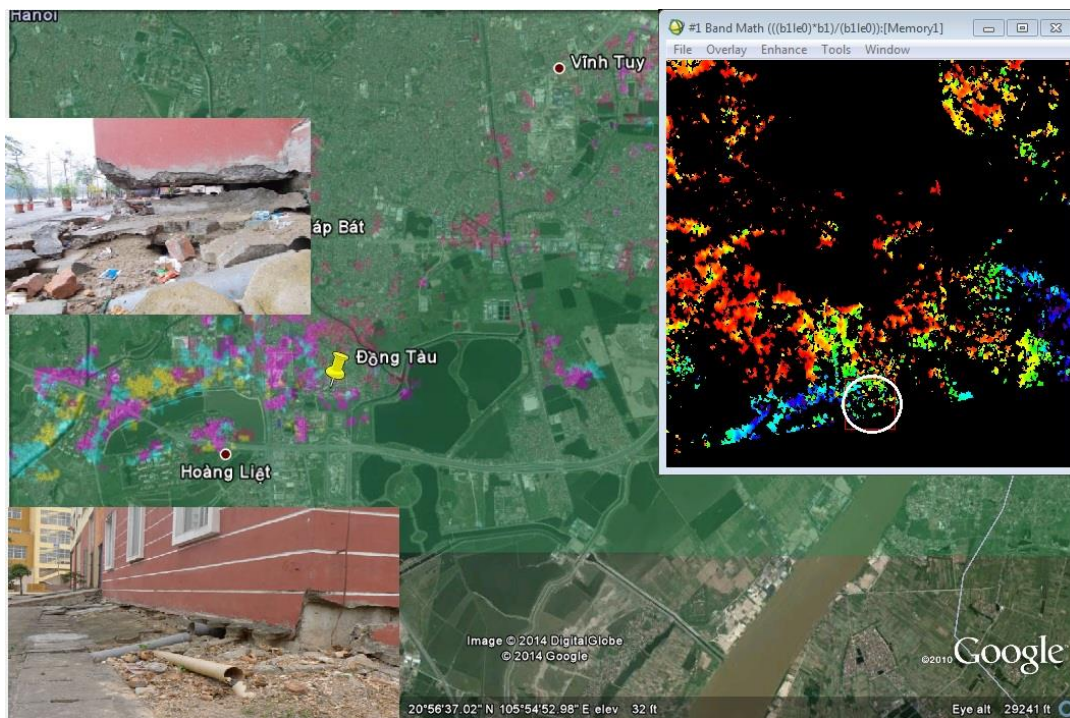 Hanoi
#1 Band Math (((b1le0)*b1)/(b1le0)):[Memory1]
File Overlay Enhance Tools Window
Vĩnh Tuy
áp Bát
Đồng Tàu
Hoàng Liệt
Image © 2014 DigitalGlobe
© 2014 Google
©2010 Google
20°56'37.02" N 105°54'52.98" E elev 32 ft Eye alt 29241 ft